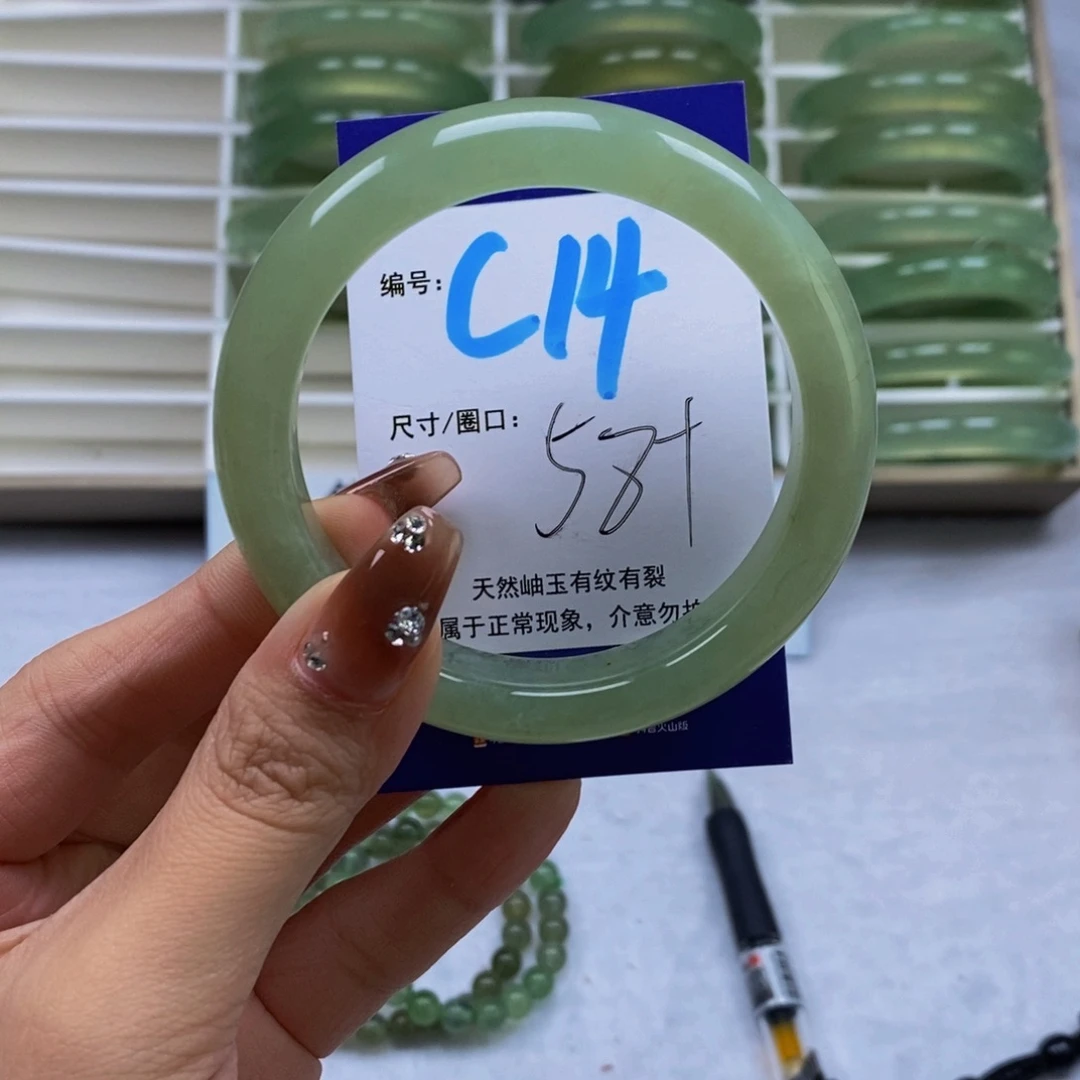 编号: C14
尺寸/圈口: 58+
天然岫玉有纹有裂
属于正常现象，介意勿